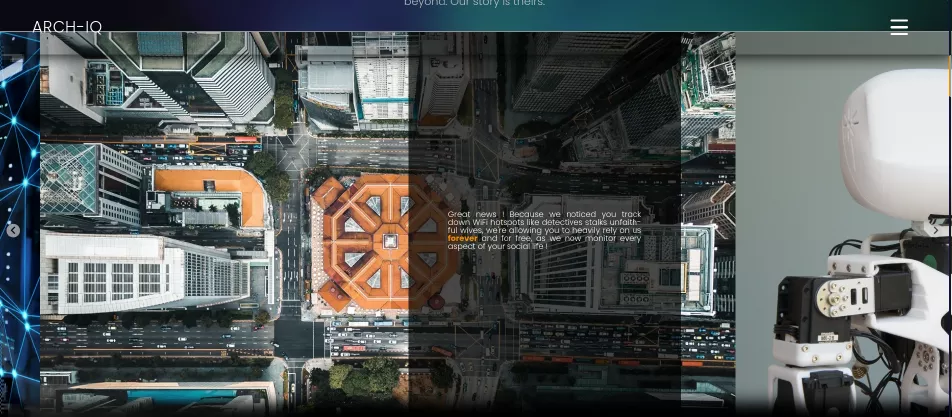 beyond. Our story is theirs.
ARCH-IQ
Great news ! Because we noticed you track
down WiFi hotspots like detectives stalks unfaith-
ful wives, we're allowing you to heavily rely on us
forever and for free, as we now monitor every
aspect of your social life !